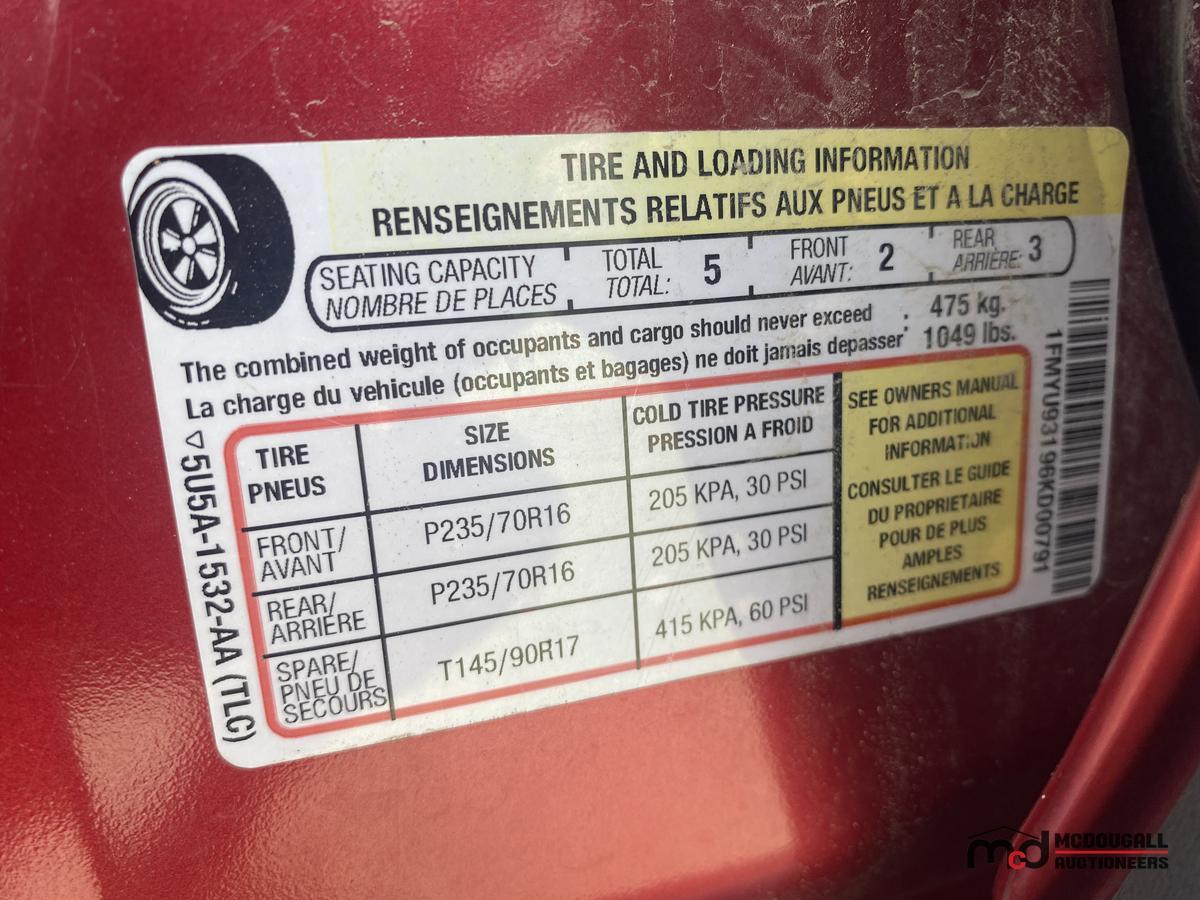 TIRE AND LOADING INFORMATION
RENSEIGNEMENTS RELATIFS AUX PNEUS ET A LA CHARGE
SEATING CAPACITY
NOMBRE DE PLACES
TOTAL
TOTAL: 5
FRONT
AVANT: 2
REAR
ARRIÈRE: 3
The combined weight of occupants and cargo should never exceed : 475 kg.
La charge du vehicule (occupants et bagages) ne doit jamais depasser 1049 lbs.
TIRE
PNEUS
SIZE
DIMENSIONS
COLD TIRE PRESSURE
PRESSION A FROID
FRONT/
AVANT
P235/70R16
205 KPA, 30 PSI
REAR/
ARRIÈRE
P235/70R16
205 KPA, 30 PSI
SPARE/
PNEU DE
SECOURS
T145/90R17
415 KPA, 60 PSI
SEE OWNERS MANUAL
FOR ADDITIONAL
INFORMATION
CONSULTER LE GUIDE
DU PROPRIETAIRE
POUR DE PLUS
AMPLES
RENSEIGNEMENTS
5U5A-1532-AA (TLC)
1FMYU93196KD00791
mcd
MCDOUGALL
AUCTIONEERS